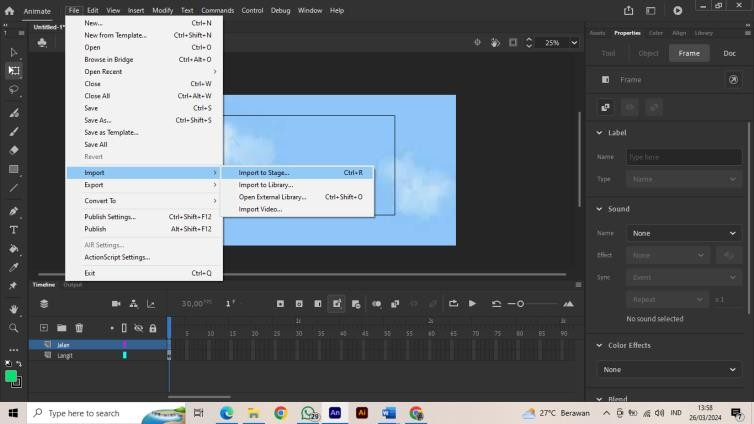 Animate File Edit View Insert Modify Text Commands Control Debug Window Help
Untitled-1*
25%
New... Ctrl+N
New from Template... Ctrl+Shift+N
Open Ctrl+O
Browse in Bridge Ctrl+Alt+O
Open Recent
Close Ctrl+W
Close All Ctrl+Alt+W
Save Ctrl+S
Save As... Ctrl+Shift+S
Save as Template...
Save All
Revert
Import
Export
Convert To
Publish Settings... Ctrl+Shift+F12
Publish Alt+Shift+F12
AIR Settings...
ActionScript Settings...
Exit Ctrl+Q
Import to Stage... Ctrl+R
Import to Library...
Open External Library... Ctrl+Shift+O
Import Video...
Assets Properties Color Align Library
Tool Object Frame Doc
Frame
Label
Name Type here
Type Name
Sound
Name None
Effect None
Sync Event
Repeat x 1
No sound selected
Color Effects
None
Blend
Timeline Output
30,00 FPS 1 F
1s 2s 3s
5 10 15 20 25 30 35 40 45 50 55 60 65 70 75 80 85 90
Jalan
Langit
Type here to search
29
27°C Berawan
IND
13:58
26/03/2024
7